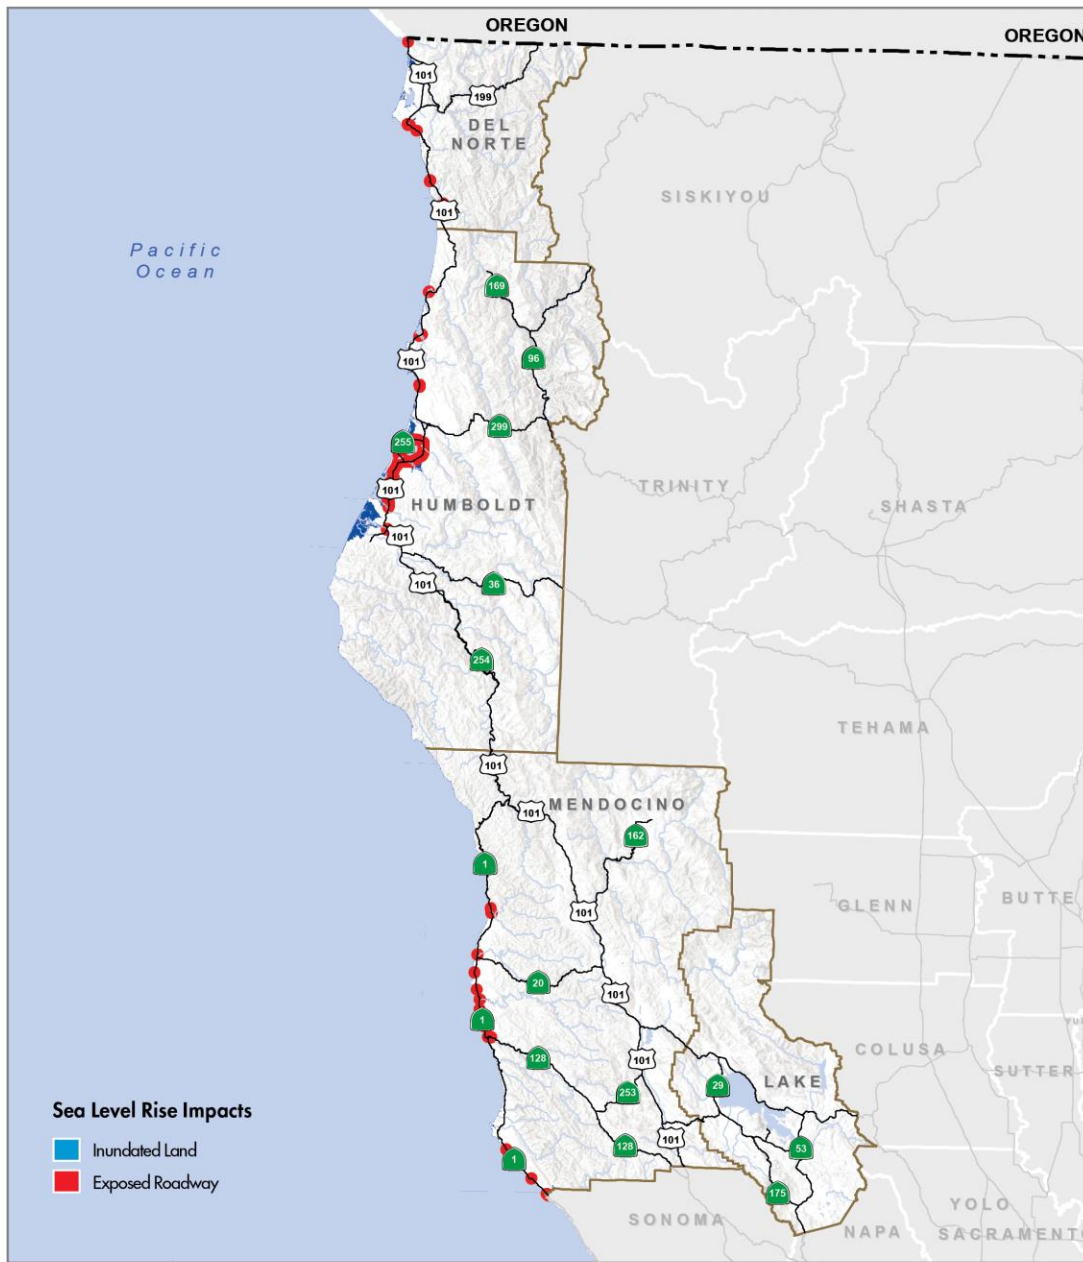 OREGON
OREGON
101
199
DEL
NORTE
SISKIYOU
101
Pacific
Ocean
169
96
101
299
255
TRINITY
101
HUMBOLDT
SHASTA
101
101
36
254
TEHAMA
101
MENDOCINO
101
162
1
BUTTE
GLENN
101
20
101
1
COLUSA
128
101
SUTTER
LAKE
29
253
Sea Level Rise Impacts
101
128
53
Inundated Land
1
Exposed Roadway
175
YOLO
SONOMA
NAPA
SACRAMENTO